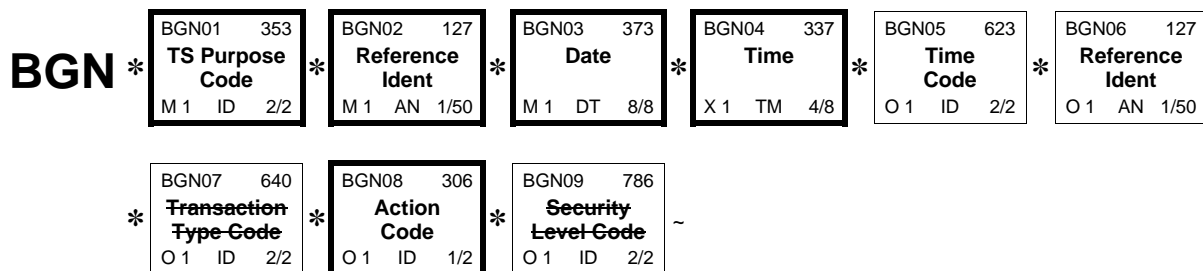 BGN01 353 BGN02 127 BGN03 373 BGN04 337 BGN05 623 BGN06 127
BGN * TS Purpose * Reference * Date * Time * Time * Reference
Code Ident Code Ident
M 1 ID 2/2 M 1 AN 1/50 M 1 DT 8/8 X 1 TM 4/8 O 1 ID 2/2 O 1 AN 1/50
BGN07 640 BGN08 306 BGN09 786
* Transaction * Action * Security ~
Type Code Code Level Code
O 1 ID 2/2 O 1 ID 1/2 O 1 ID 2/2